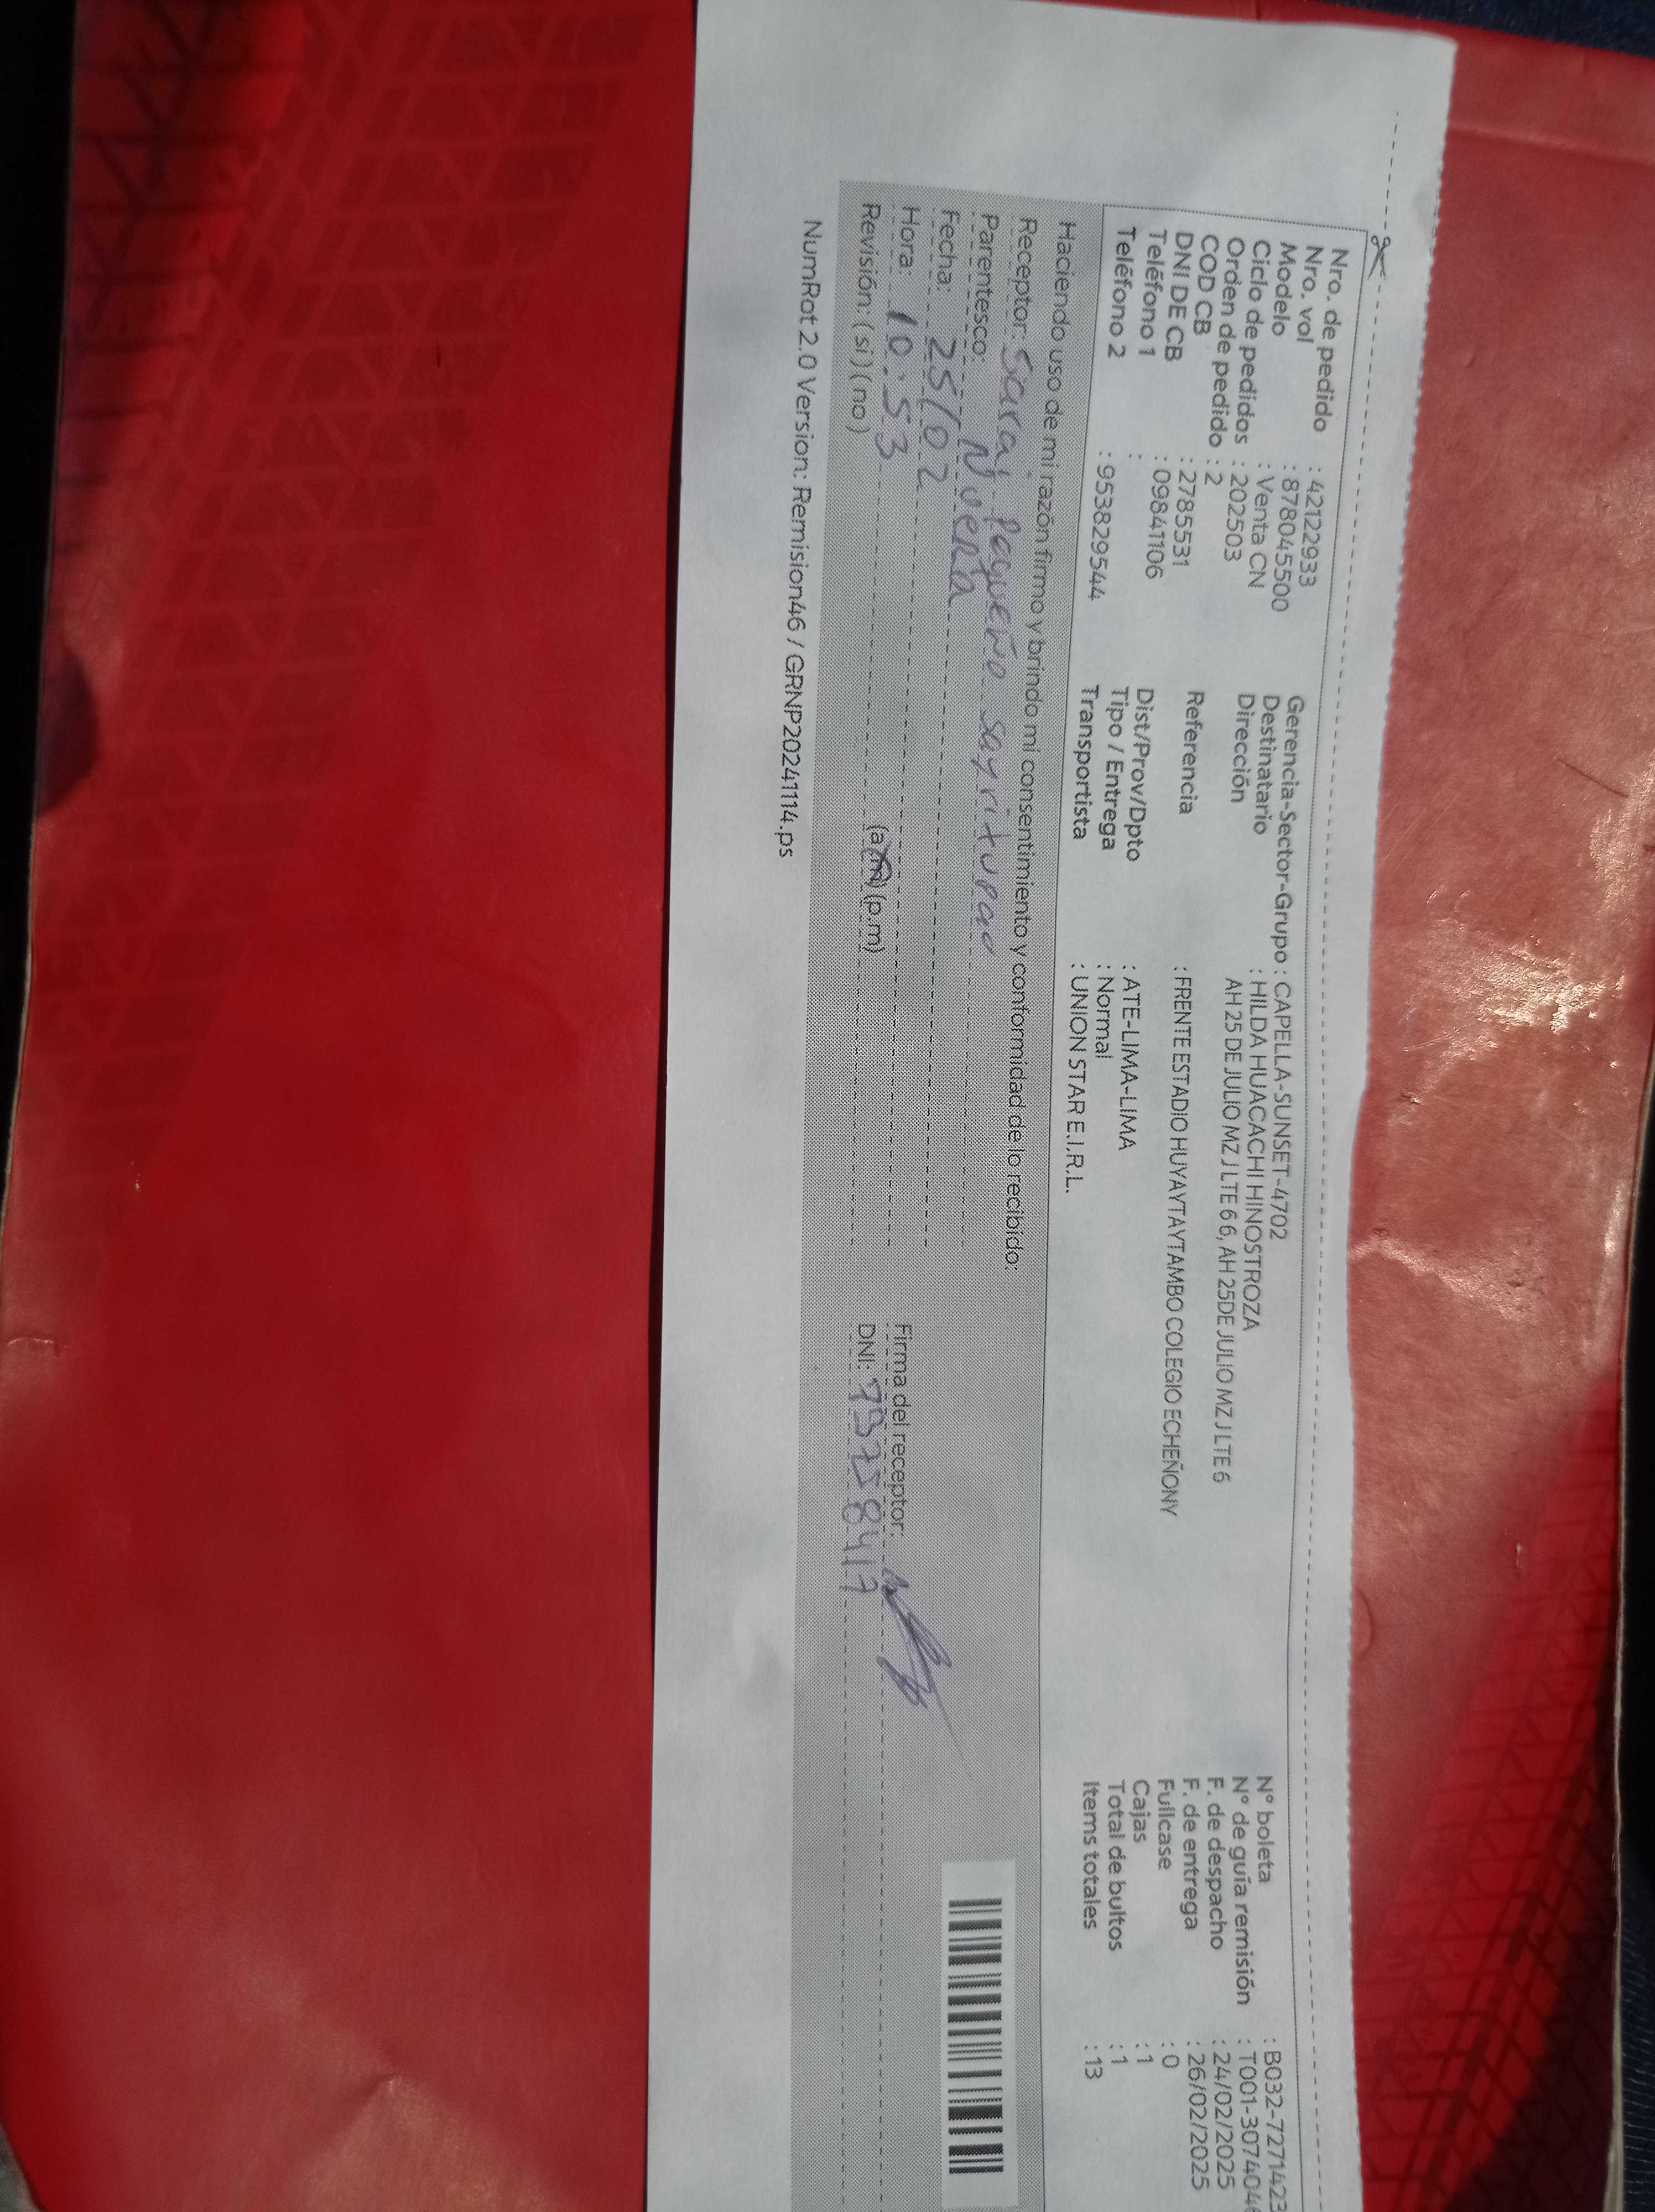 Nro. de pedido : 42122933
Nro. vol : 8780455500
Modelo : Venta CN
Ciclo de pedidos : 202503
Orden de pedido : 2
COD CB : 2785531
DNI DE CB : 09841106
Teléfono 1 :
Teléfono 2 : 953829544
Gerencia-Sector-Grupo : CAPELLA-SUNSET-4702
Destinatario : HILDA HUACACHI HINOSTROZA
Dirección AH 25 DE JULIO MZ J LTE 6 6, AH 25DE JULIO MZ J LTE 6
Referencia : FRENTE ESTADIO HUYAYTAYTAMBO COLEGIO ECHEÑONY
Dist/Prov/Dpto : ATE-LIMA-LIMA
Tipo / Entrega : Normal
Transportista : UNION STAR E.I.R.L.
N° boleta : B032-7271423
N° de guía remisión : T001-3074046
F. de despacho : 24/02/2025
F. de entrega : 26/02/2025
Fullcase : 0
Cajas : 1
Total de bultos : 1
Items totales : 13
Haciendo uso de mi razón firmo y brindo mi consentimiento y conformidad de lo recibido:
Receptor: Sarai
Parentesco: Nuera
Fecha: 25/02
Hora: 10:53 (a.m) (p.m)
Revisión: (si) (no)
Firma del receptor:
DNI: 79758417
NumRot 2.0 Version: Remision46 / GRNP20241114.ps